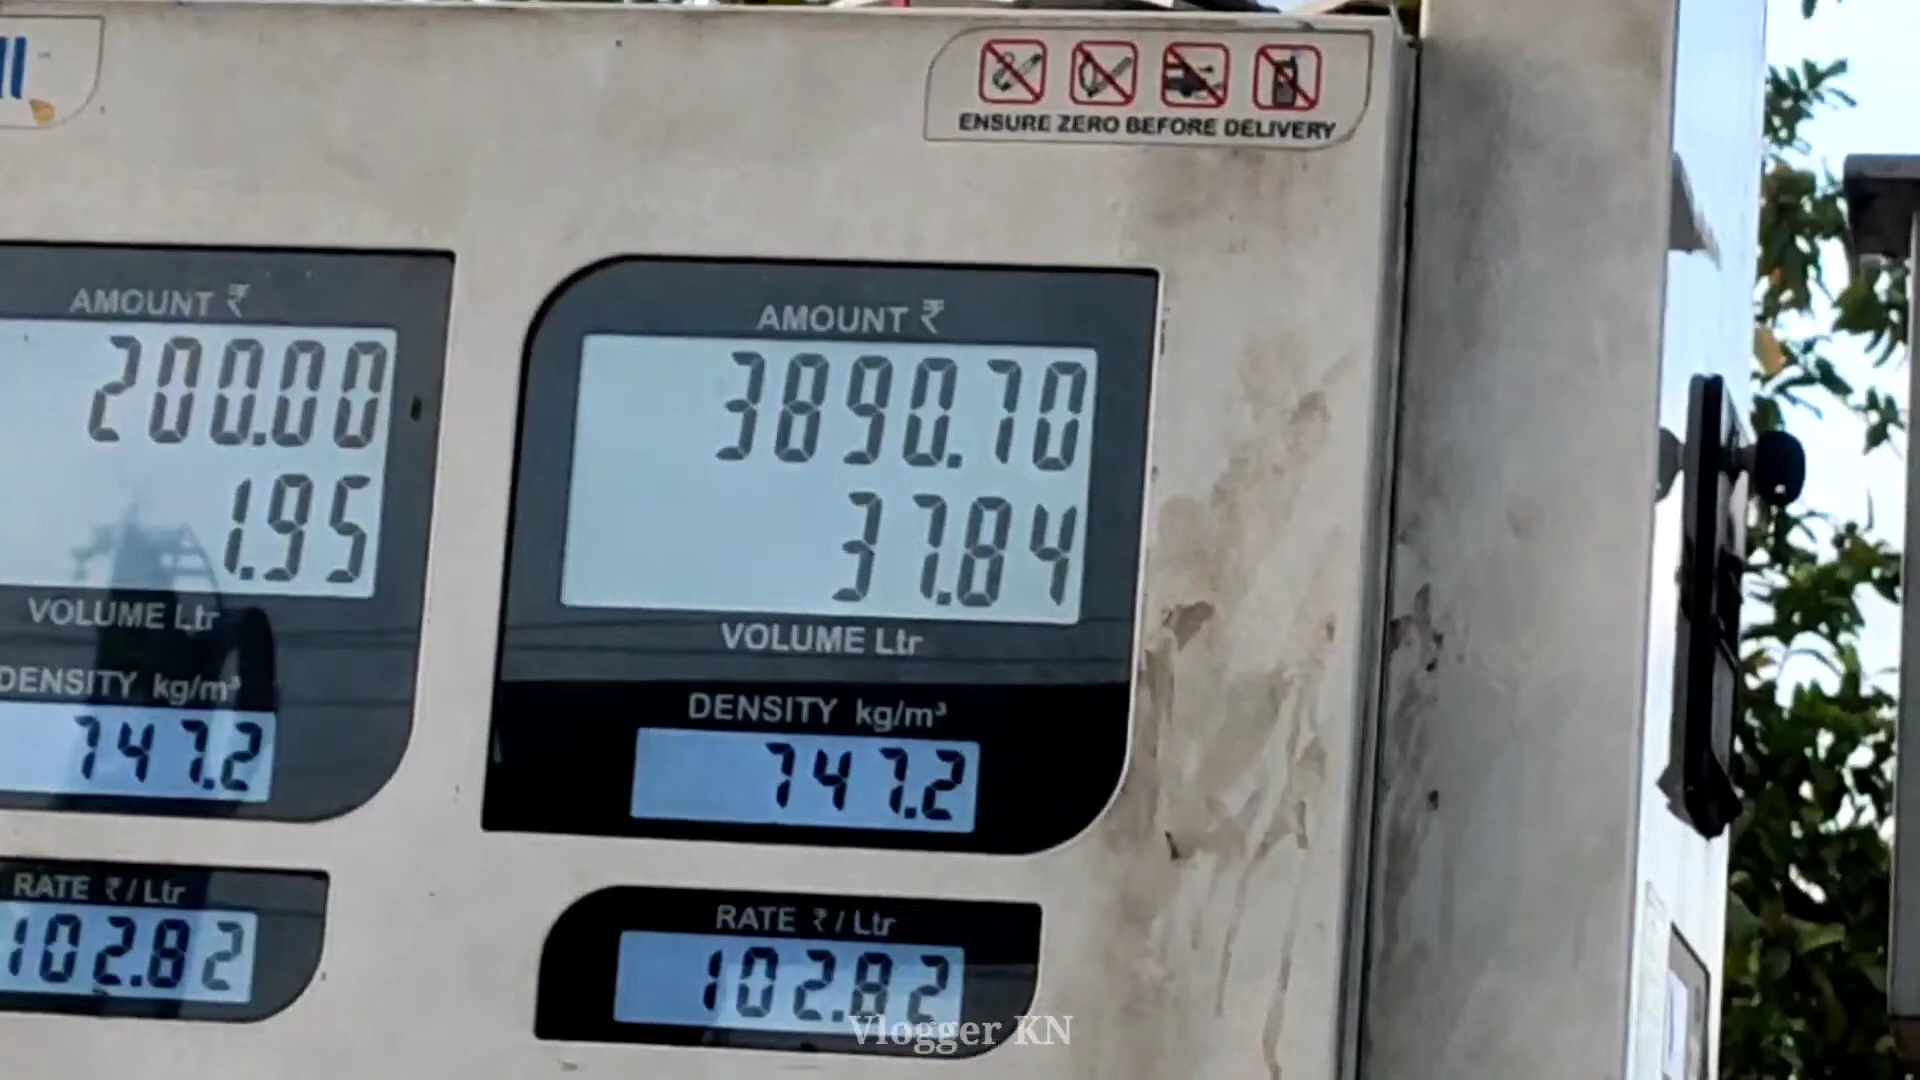 ENSURE ZERO BEFORE DELIVERY
AMOUNT ₹
200.00
1.95
VOLUME Ltr
DENSITY kg/m³
747.2
RATE ₹/Ltr
102.82
AMOUNT ₹
3890.70
37.84
VOLUME Ltr
DENSITY kg/m³
747.2
RATE ₹/Ltr
102.82
Vlogger KN